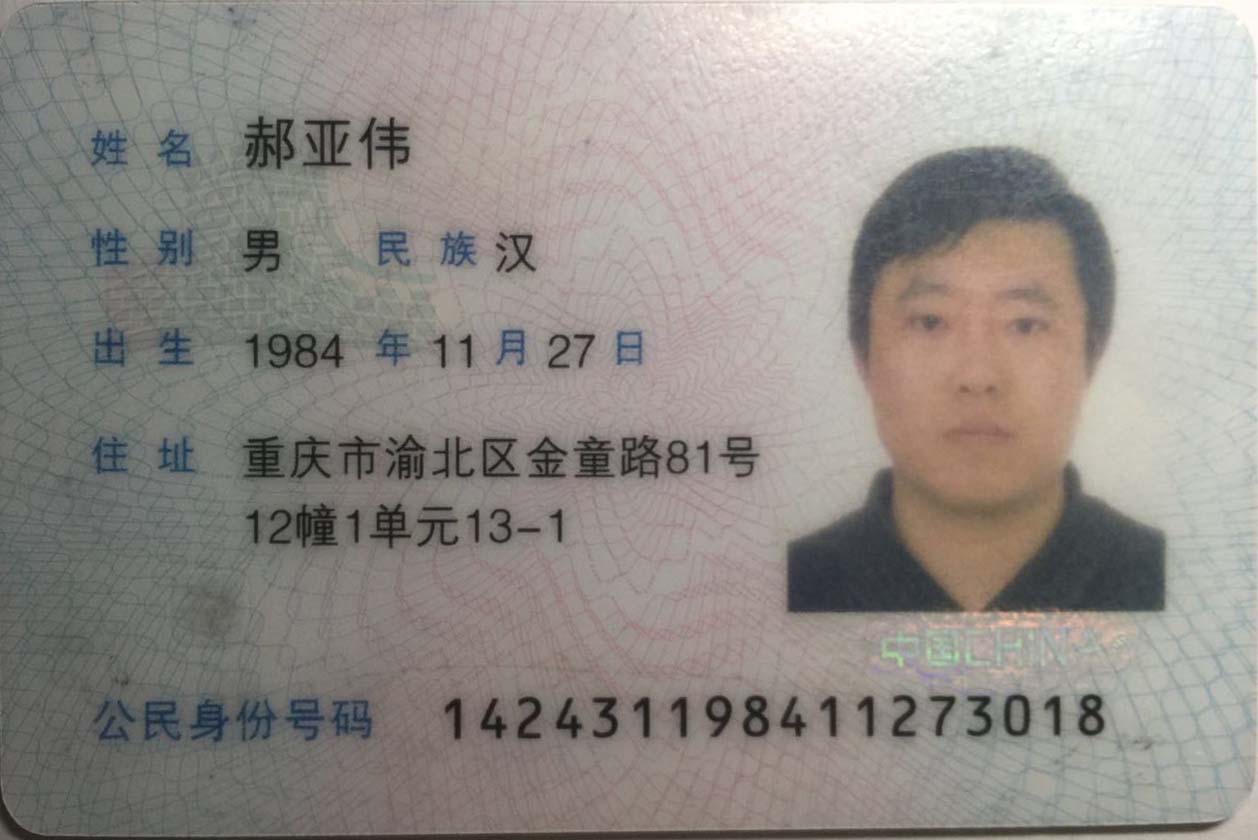 姓名 郝亚伟
性别 男 民族 汉
出生 1984 年 11 月 27 日
住址 重庆市渝北区金童路81号
12幢1单元13-1
中国CHINA
公民身份号码 142431198411273018